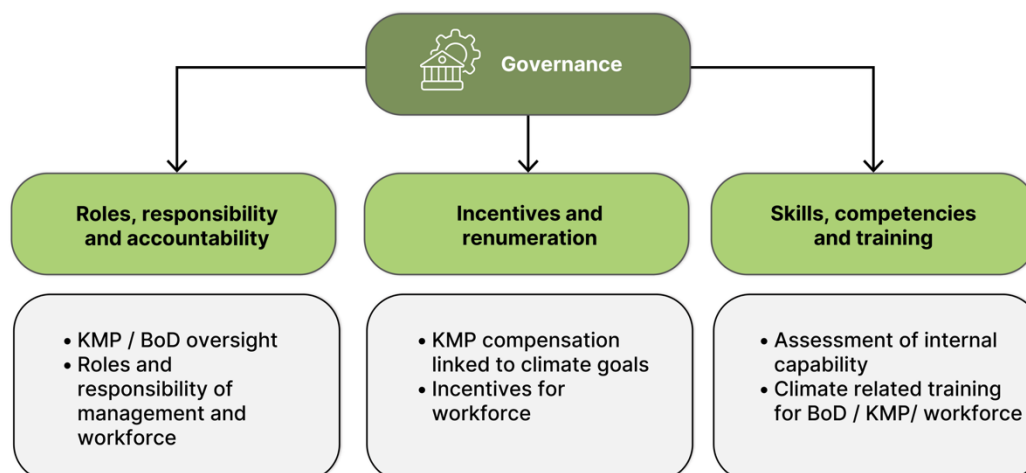 Governance
Roles, responsibility
and accountability
• KMP / BoD oversight
• Roles and
responsibility of
management and
workforce
Incentives and
renumeration
• KMP compensation
linked to climate goals
• Incentives for
workforce
Skills, competencies
and training
• Assessment of internal
capability
• Climate related training
for BoD / KMP/ workforce